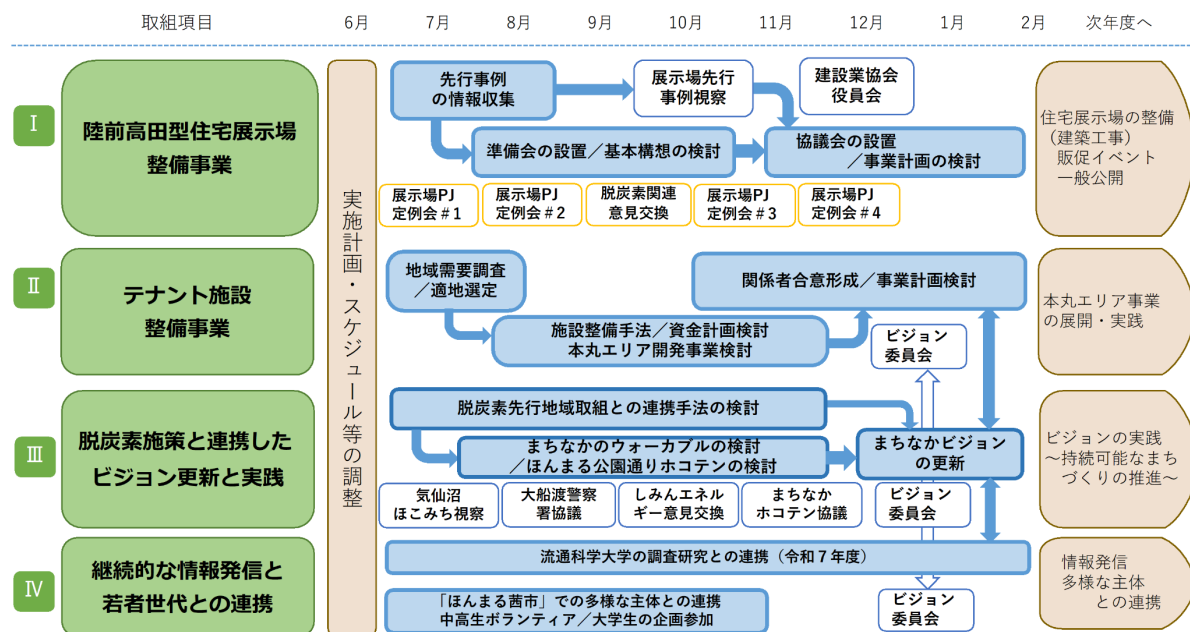 取組項目
6月
7月
8月
9月
10月
11月
12月
1月
2月
次年度へ
実施計画・スケジュール等の調整
Ⅰ
陸前高田型住宅展示場
整備事業
先行事例
の情報収集
展示場先行
事例視察
建設業協会
役員会
準備会の設置／基本構想の検討
協議会の設置
／事業計画の検討
展示場PJ
定例会＃1
展示場PJ
定例会＃2
脱炭素関連
意見交換
展示場PJ
定例会＃3
展示場PJ
定例会＃4
住宅展示場の整備
（建築工事）
販促イベント
一般公開
Ⅱ
テナント施設
整備事業
地域需要調査
／適地選定
関係者合意形成／事業計画検討
施設整備手法／資金計画検討
本丸エリア開発事業検討
ビジョン
委員会
本丸エリア事業
の展開・実践
Ⅲ
脱炭素施策と連携した
ビジョン更新と実践
脱炭素先行地域取組との連携手法の検討
まちなかのウォーカブルの検討
／ほんまる公園通りホコテンの検討
まちなかビジョン
の更新
気仙沼
ほこみち視察
大船渡警察
署協議
しみんエネル
ギー意見交換
まちなか
ホコテン協議
ビジョン
委員会
ビジョンの実践
～持続可能なまち
づくりの推進～
Ⅳ
継続的な情報発信と
若者世代との連携
流通科学大学の調査研究との連携（令和７年度）
「ほんまる茜市」での多様な主体との連携
中高生ボランティア／大学生の企画参加
ビジョン
委員会
情報発信
多様な主体
との連携